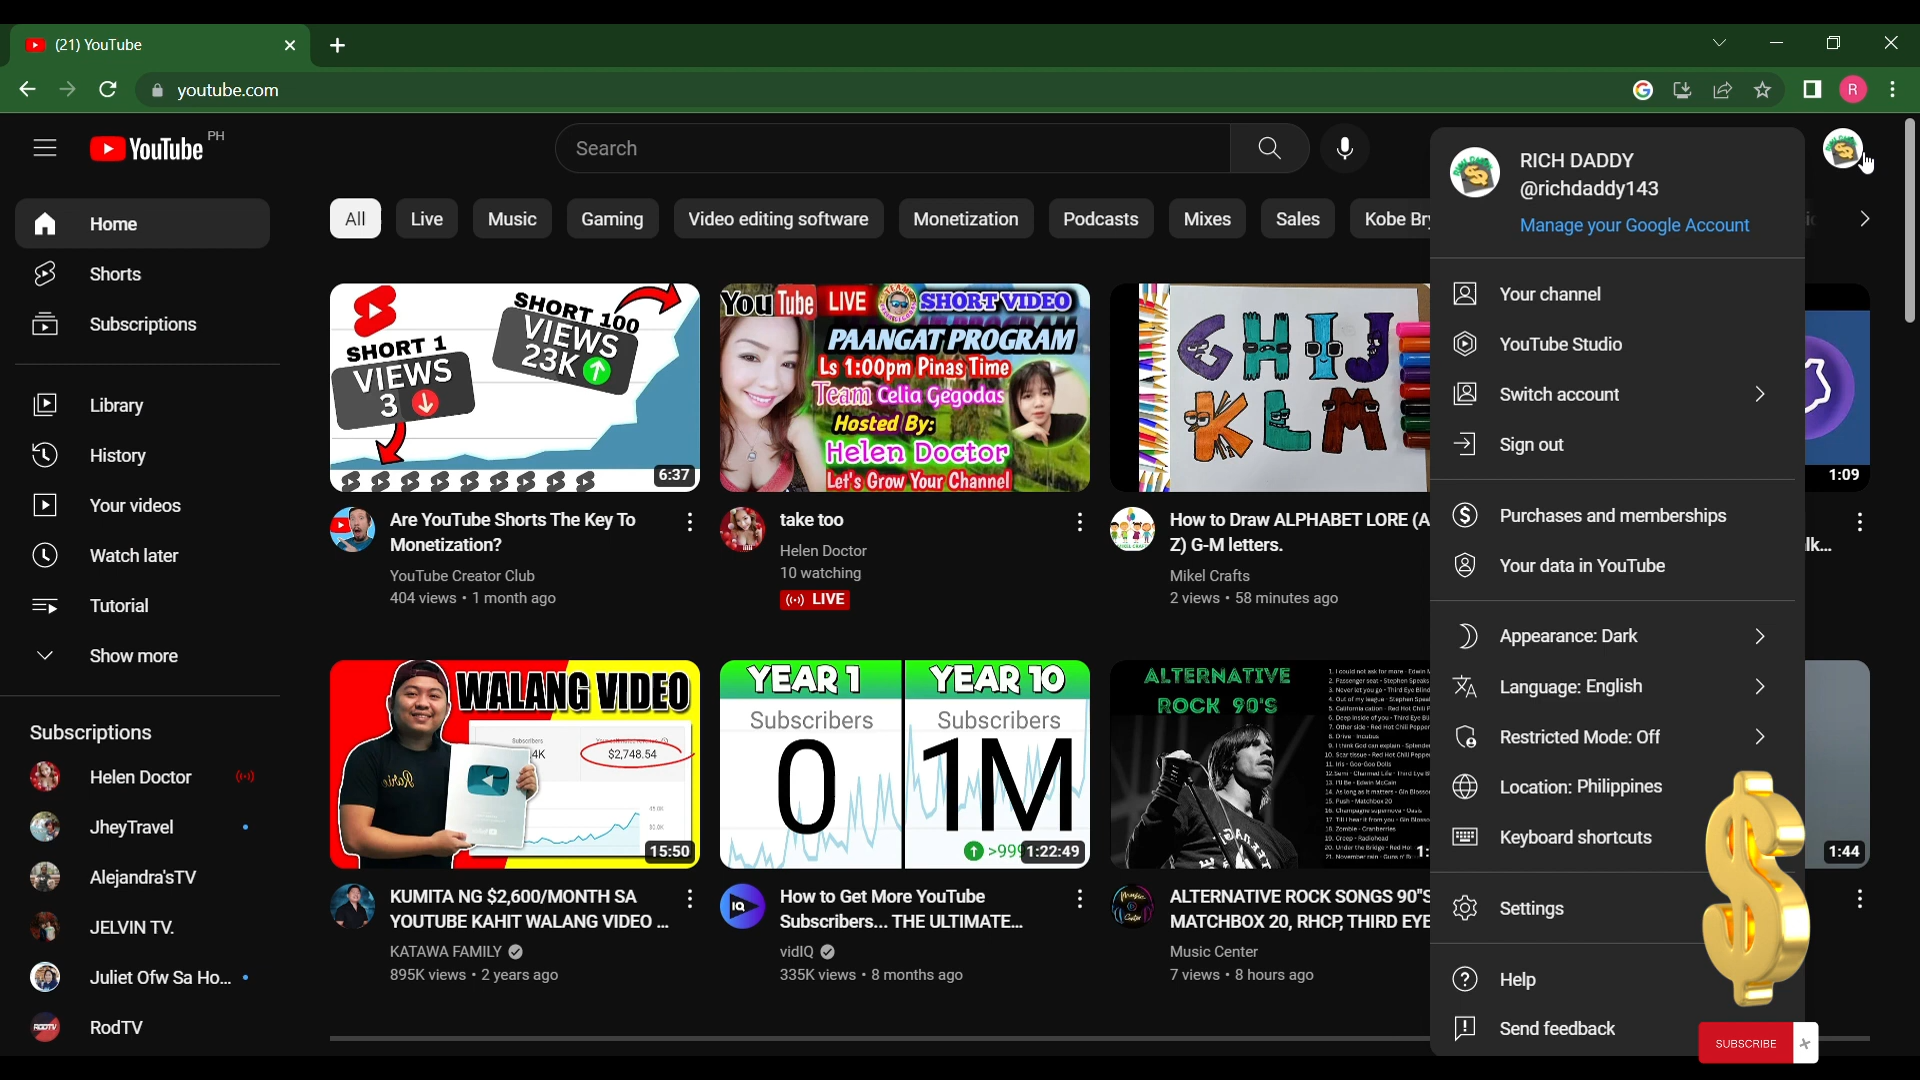 (21) YouTube
youtube.com
R
YouTube PH
Search
RICH DADDY
@richdaddy143
Manage your Google Account
Home
Shorts
Subscriptions
Library
History
Your videos
Watch later
Tutorial
Show more
Subscriptions
Helen Doctor
JheyTravel
Alejandra'sTV
JELVIN TV.
Juliet Ofw Sa Ho...
RodTV
All
Live
Music
Gaming
Video editing software
Monetization
Podcasts
Mixes
Sales
Kobe Bry
SHORT 1
VIEWS
3
SHORT 100
VIEWS
23K
6:37
Are YouTube Shorts The Key To
Monetization?
YouTube Creator Club
404 views • 1 month ago
YouTube LIVE SHORT VIDEO
PAANGAT PROGRAM
Ls 1:00pm Pinas Time
Team Celia Gegodas
Hosted By:
Helen Doctor
Let's Grow Your Channel
take too
Helen Doctor
10 watching
LIVE
GHIJ
KLM
How to Draw ALPHABET LORE (A
Z) G-M letters.
Mikel Crafts
2 views • 58 minutes ago
1:09
lk...
WALANG VIDEO
Subscribers
4K
$2,748.54
15:50
KUMITA NG $2,600/MONTH SA
YOUTUBE KAHIT WALANG VIDEO ...
KATAWA FAMILY
895K views • 2 years ago
YEAR 1
Subscribers
0
YEAR 10
Subscribers
1M
>999
1:22:49
IQ
How to Get More YouTube
Subscribers... THE ULTIMATE...
vidIQ
335K views • 8 months ago
ALTERNATIVE
ROCK 90'S
1:
ALTERNATIVE ROCK SONGS 90"S
MATCHBOX 20, RHCP, THIRD EYE
Music Center
7 views • 8 hours ago
1:44
Your channel
YouTube Studio
Switch account
Sign out
Purchases and memberships
Your data in YouTube
Appearance: Dark
Language: English
Restricted Mode: Off
Location: Philippines
Keyboard shortcuts
Settings
Help
Send feedback
SUBSCRIBE